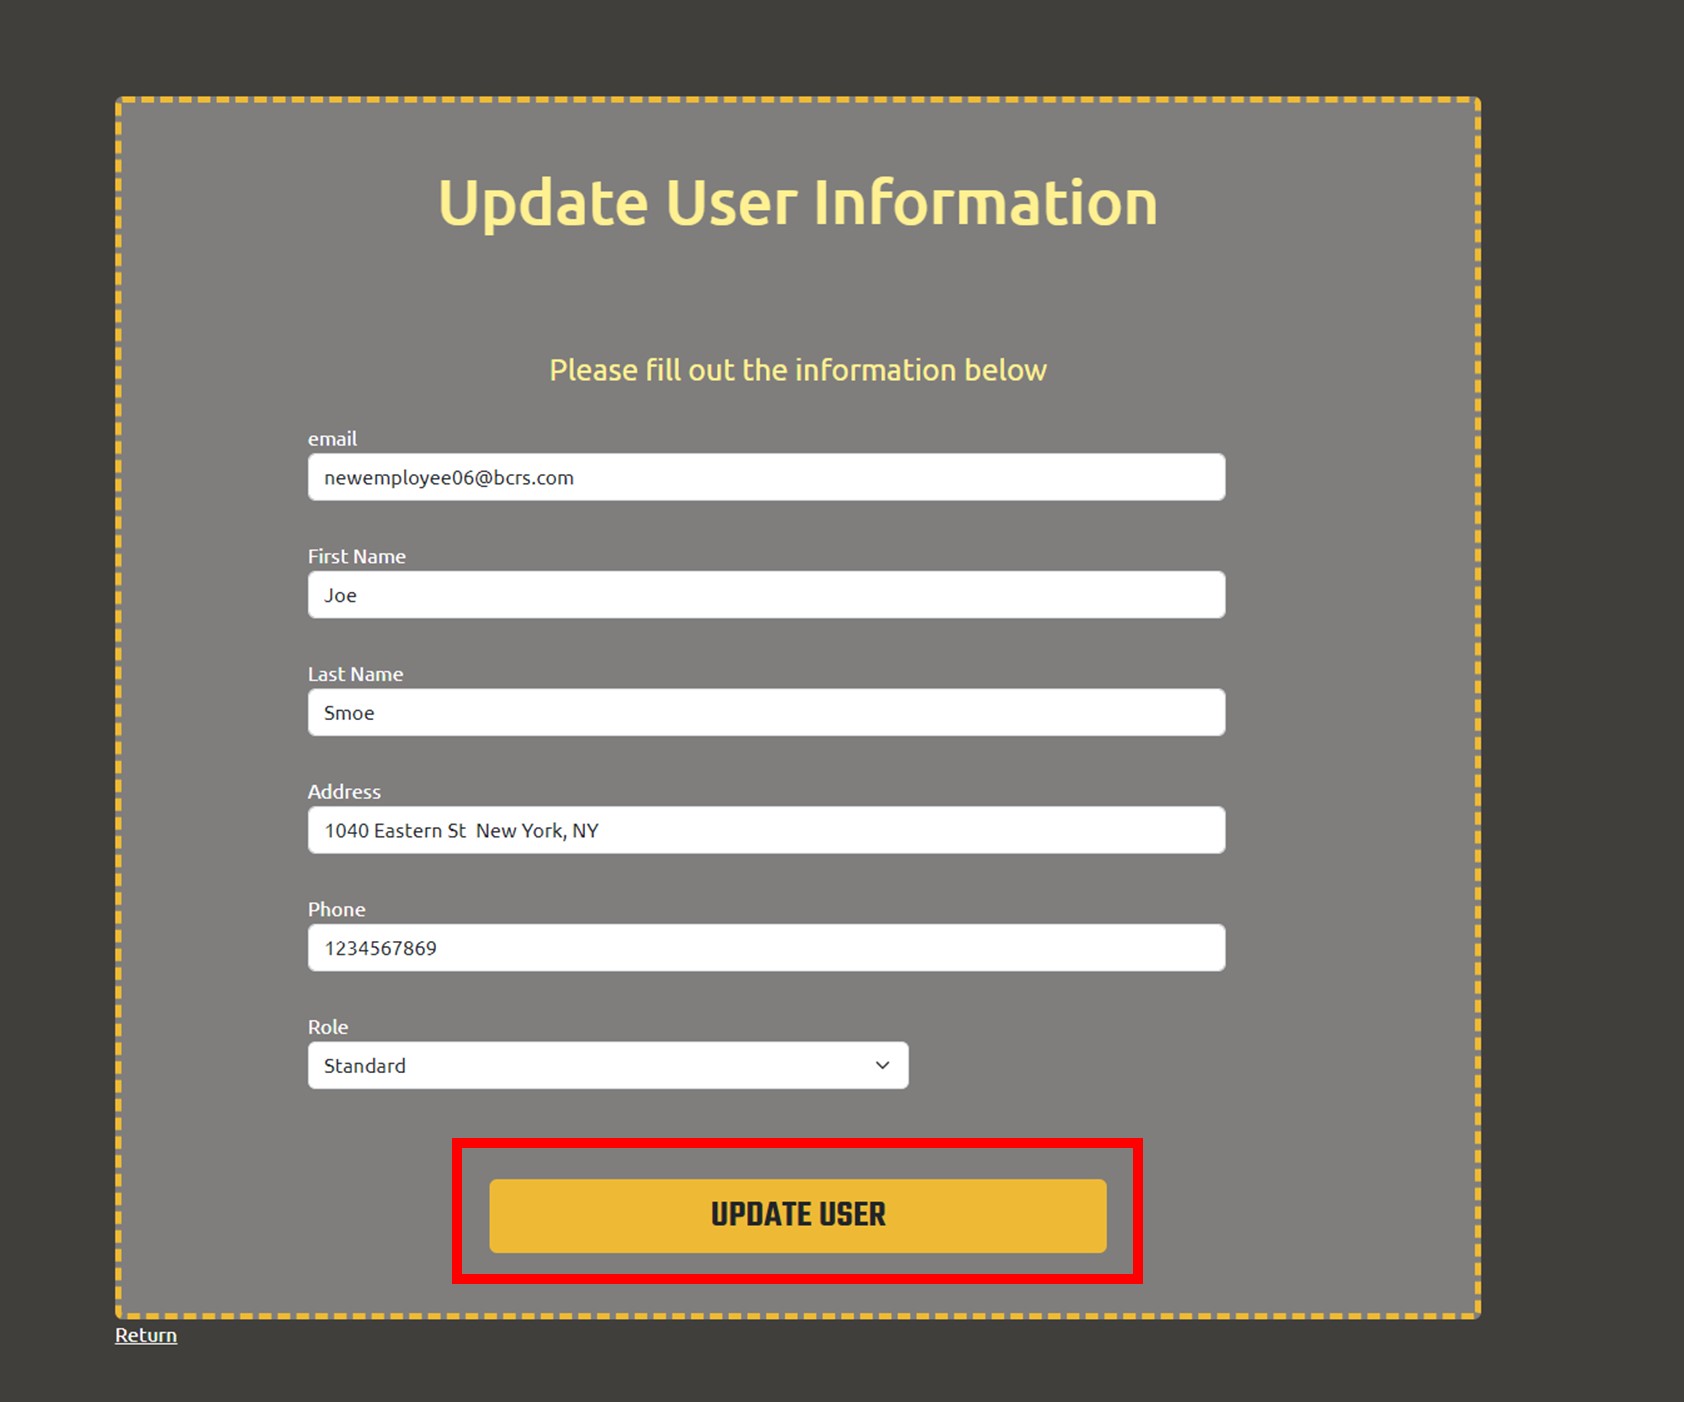 Update User Information
Please fill out the information below
email
newemployee06@bcrs.com
First Name
Joe
Last Name
Smoe
Address
1040 Eastern St  New York, NY
Phone
1234567869
Role
Standard
UPDATE USER
Return